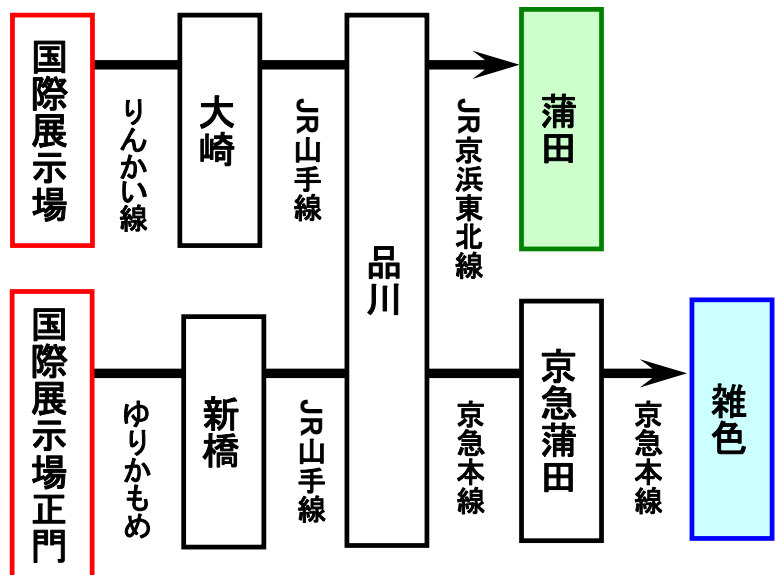 国際展示場
りんかい線
大崎
JR山手線
品川
JR京浜東北線
蒲田
国際展示場正門
ゆりかもめ
新橋
JR山手線
京急本線
京急蒲田
京急本線
雑色